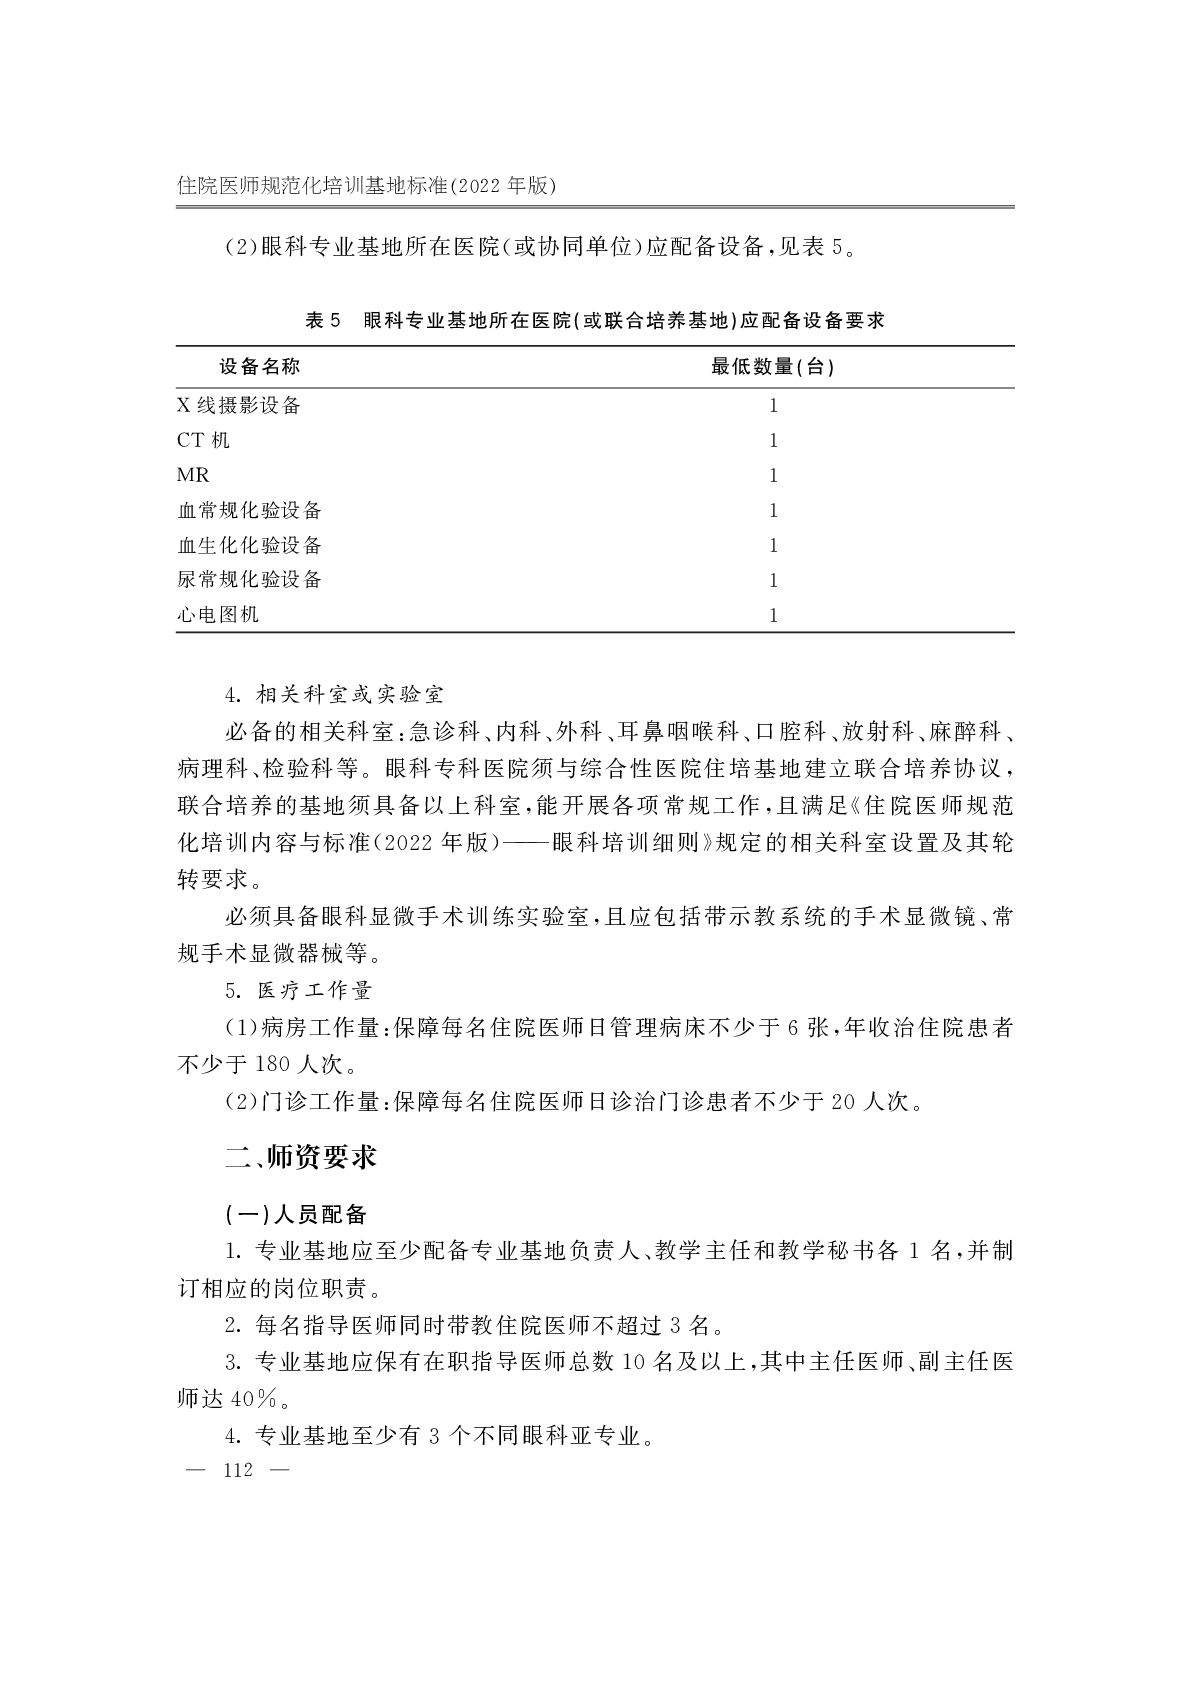 住院医师规范化培训基地标准(2022 年版)
(2)眼科专业基地所在医院(或协同单位)应配备设备,见表 5。
表 5 眼科专业基地所在医院(或联合培养基地)应配备设备要求
设备名称 最低数量(台)
X 线摄影设备 1
CT 机 1
MR 1
血常规化验设备 1
血生化化验设备 1
尿常规化验设备 1
心电图机 1
4. 相关科室或实验室
必备的相关科室:急诊科、内科、外科、耳鼻咽喉科、口腔科、放射科、麻醉科、
病理科、检验科等。眼科专科医院须与综合性医院住培基地建立联合培养协议,
联合培养的基地须具备以上科室,能开展各项常规工作,且满足《住院医师规范
化培训内容与标准(2022 年版)——眼科培训细则》规定的相关科室设置及其轮
转要求。
必须具备眼科显微手术训练实验室,且应包括带示教系统的手术显微镜、常
规手术显微器械等。
5. 医疗工作量
(1)病房工作量:保障每名住院医师日管理病床不少于 6 张,年收治住院患者
不少于 180 人次。
(2)门诊工作量:保障每名住院医师日诊治门诊患者不少于 20 人次。
二、师资要求
(一)人员配备
1. 专业基地应至少配备专业基地负责人、教学主任和教学秘书各 1 名,并制
订相应的岗位职责。
2. 每名指导医师同时带教住院医师不超过 3 名。
3. 专业基地应保有在职指导医师总数 10 名及以上,其中主任医师、副主任医
师达 40%。
4. 专业基地至少有 3 个不同眼科亚专业。
— 112 —